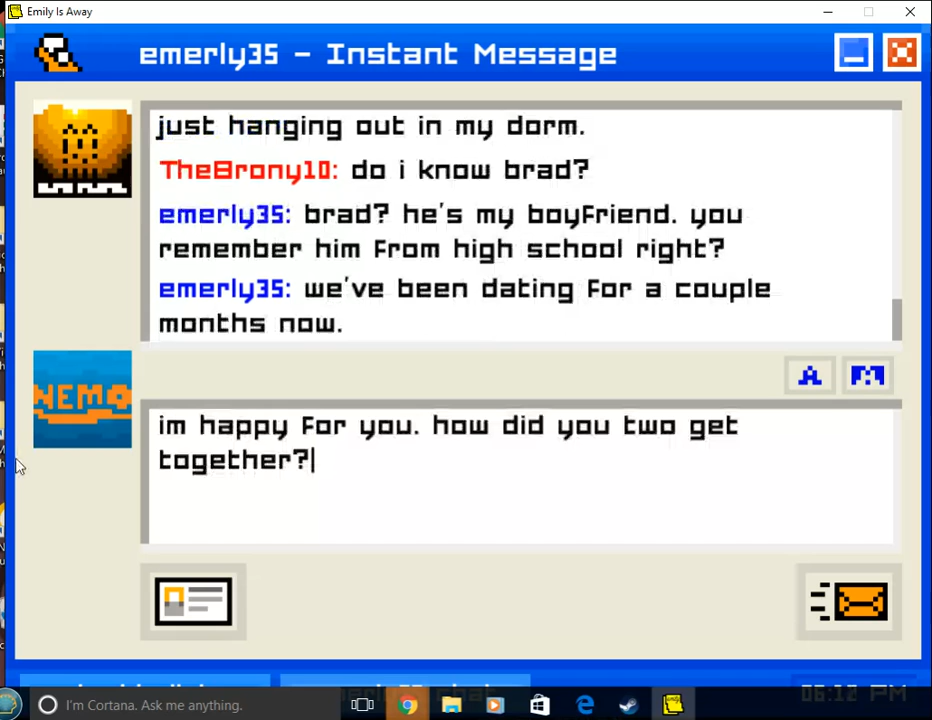 Emily Is Away
emerly35 - Instant Message
just hanging out in my dorm.
TheBrony10: do i know brad?
emerly35: brad? he's my boyfriend. you
remember him from high school right?
emerly35: we've been dating for a couple
months now.
NEMO
A
im happy for you. how did you two get
together?
I'm Cortana. Ask me anything.
06:12 PM